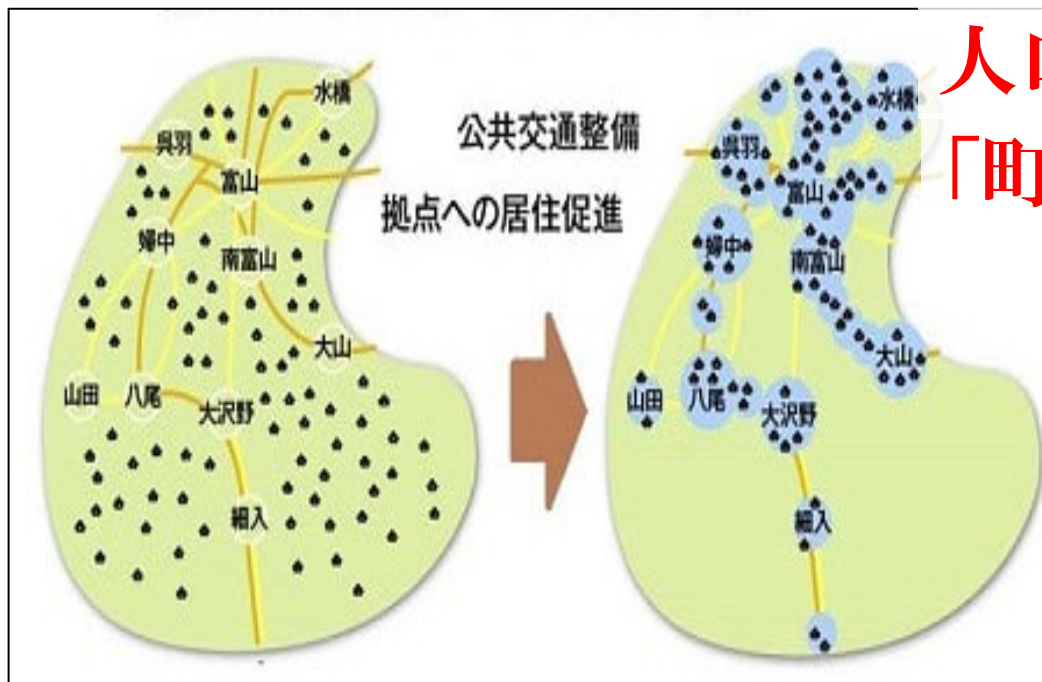 水橋
呉羽
富山
婦中
南富山
大山
山田
八尾
大沢野
細入
公共交通整備
拠点への居住促進
水橋
呉羽
富山
婦中
南富山
大山
山田
八尾
大沢野
細入
人口
「町